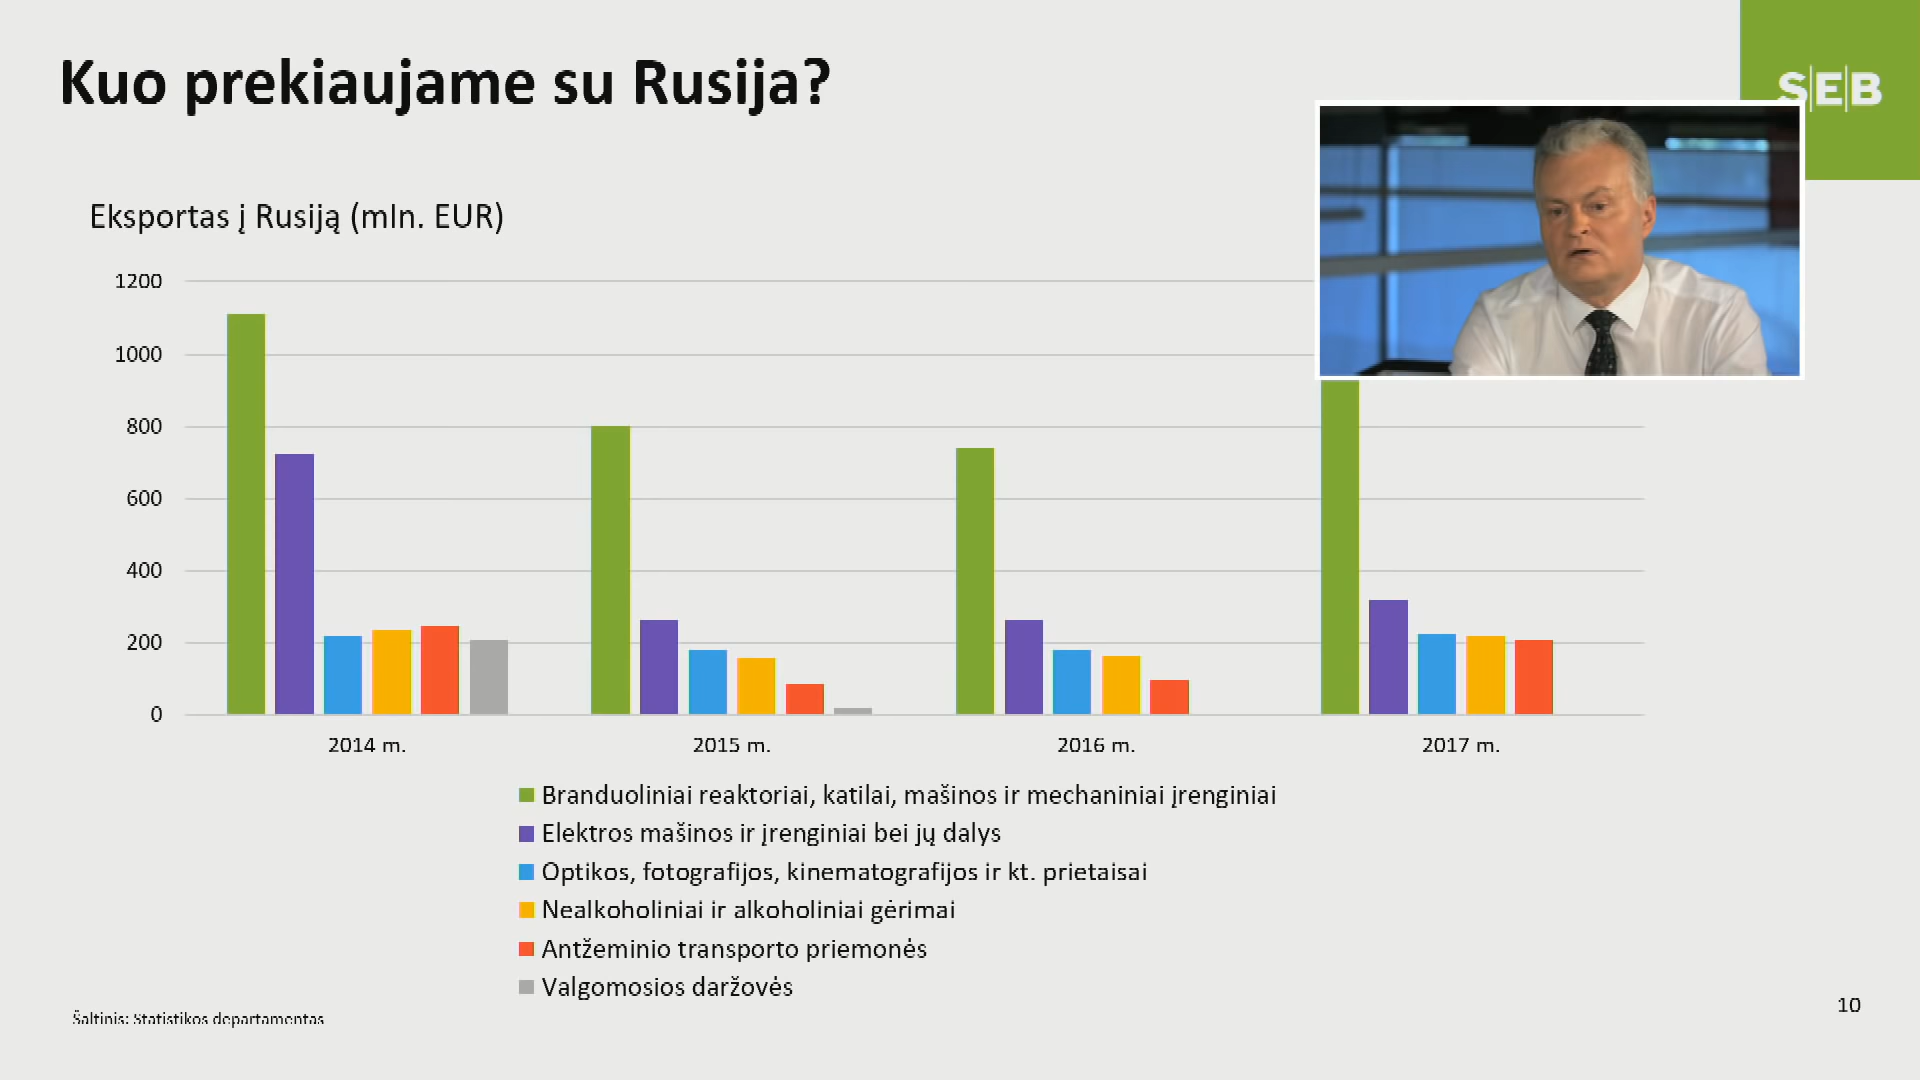 Kuo prekiaujame su Rusija?
S|E|B
Eksportas į Rusiją (mln. EUR)
1200
1000
800
600
400
200
0
2014 m.
2015 m.
2016 m.
2017 m.
Branduoliniai reaktoriai, katilai, mašinos ir mechaniniai įrenginiai
Elektros mašinos ir įrenginiai bei jų dalys
Optikos, fotografijos, kinematografijos ir kt. prietaisai
Nealkoholiniai ir alkoholiniai gėrimai
Antžeminio transporto priemonės
Valgomosios daržovės
Šaltinis: Statistikos departamentas
10